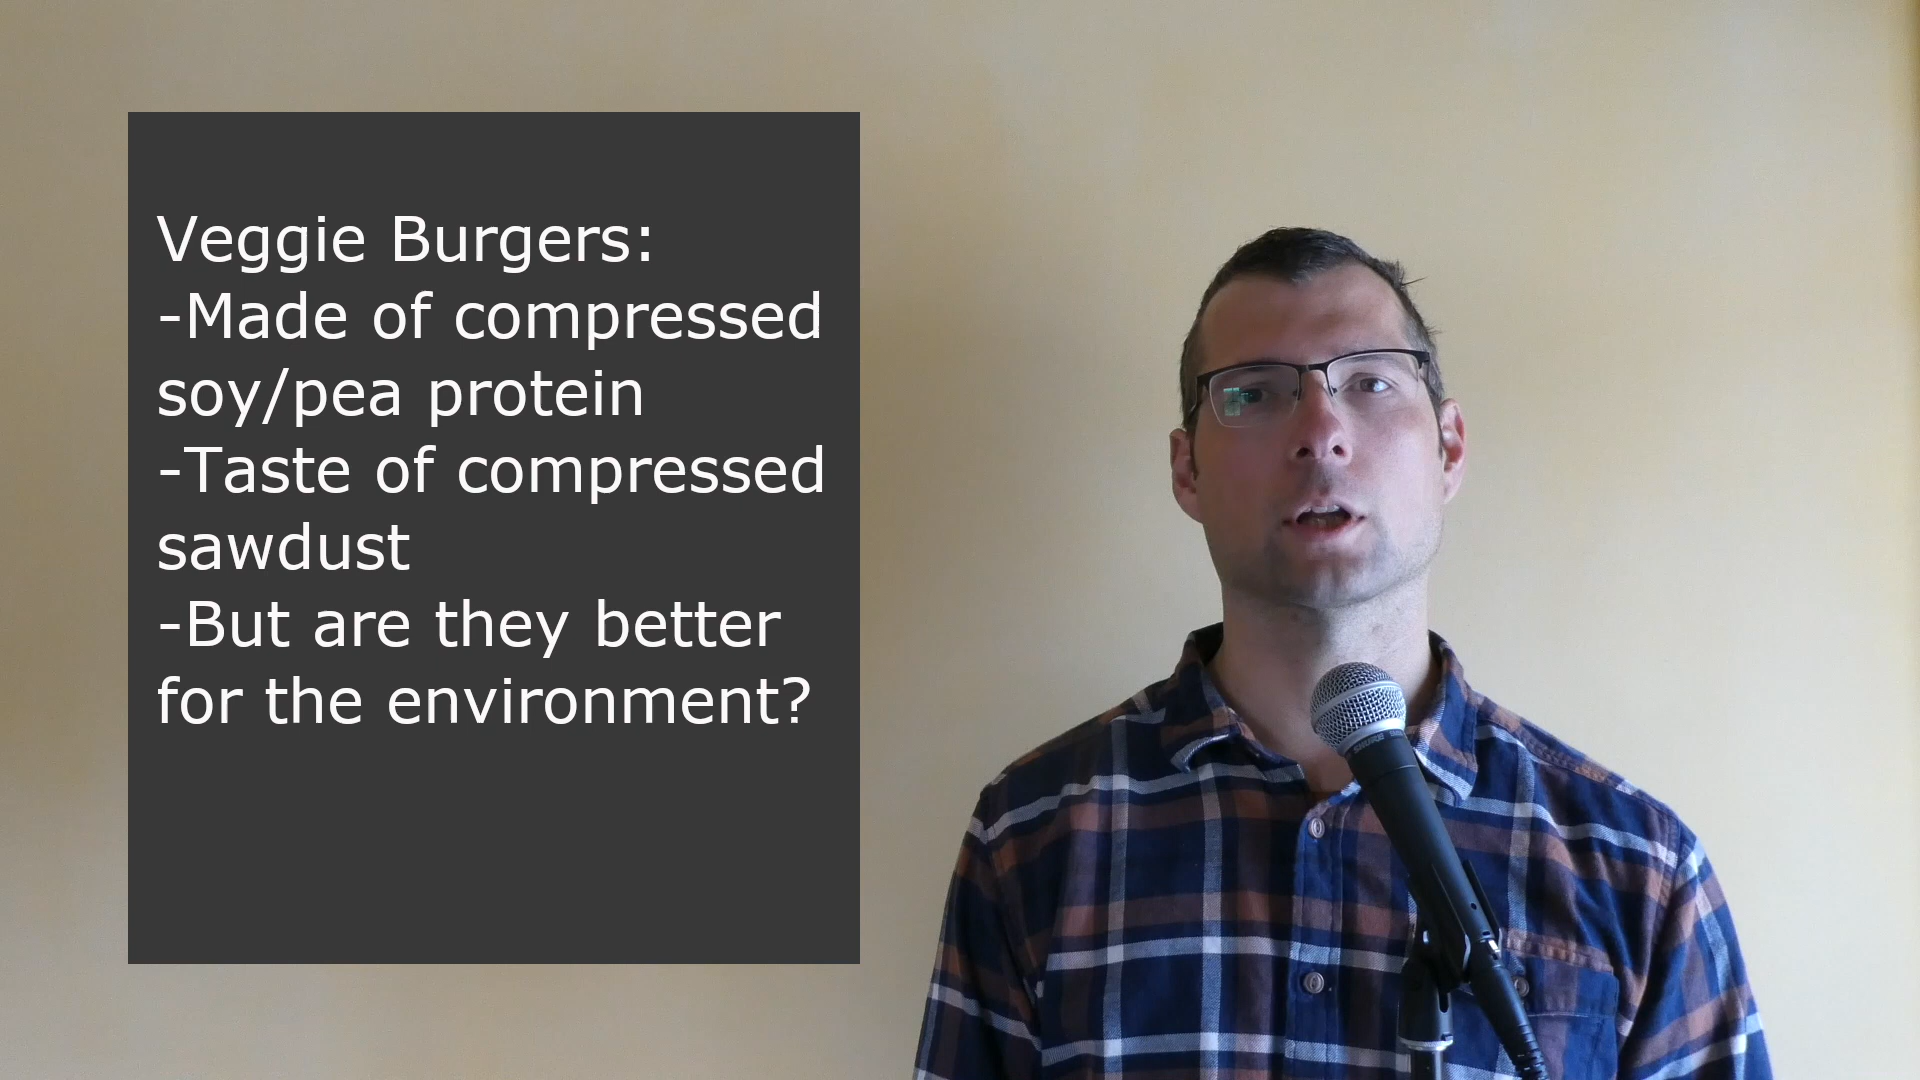 Veggie Burgers:
-Made of compressed
soy/pea protein
-Taste of compressed
sawdust
-But are they better
for the environment?
SHURE